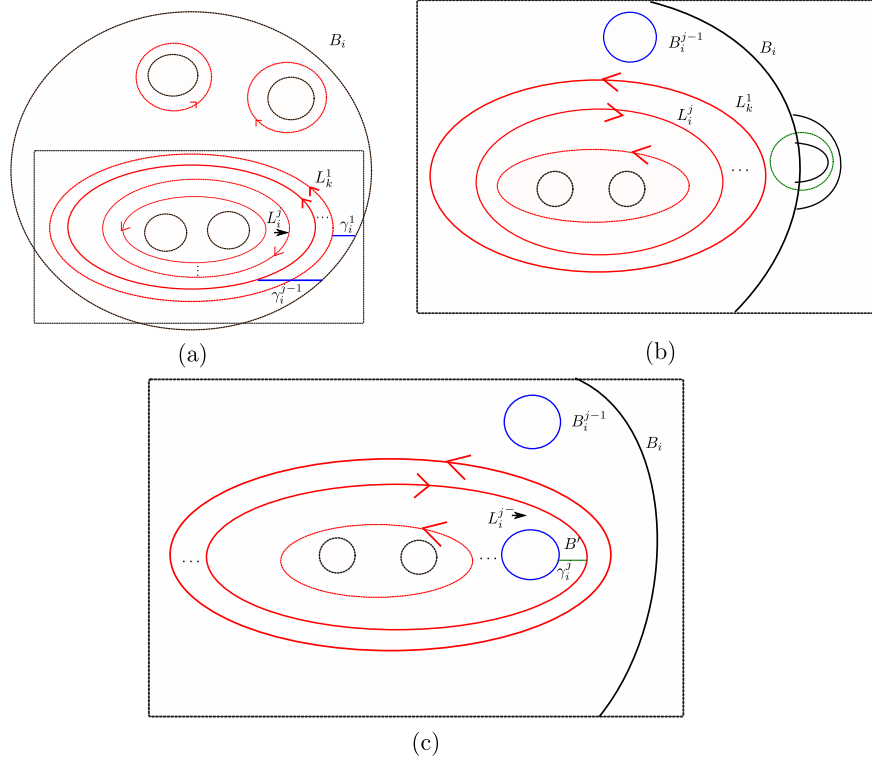 B_i
L_k^1
L_i^j
...
γ_i^1
⋮
γ_i^{j-1}
(a)
B_i^{j-1}
B_i
L_k^1
L_i^j
...
(b)
B_i^{j-1}
B_i
L_i^{j-}
B'
...
...
γ_i^j
(c)